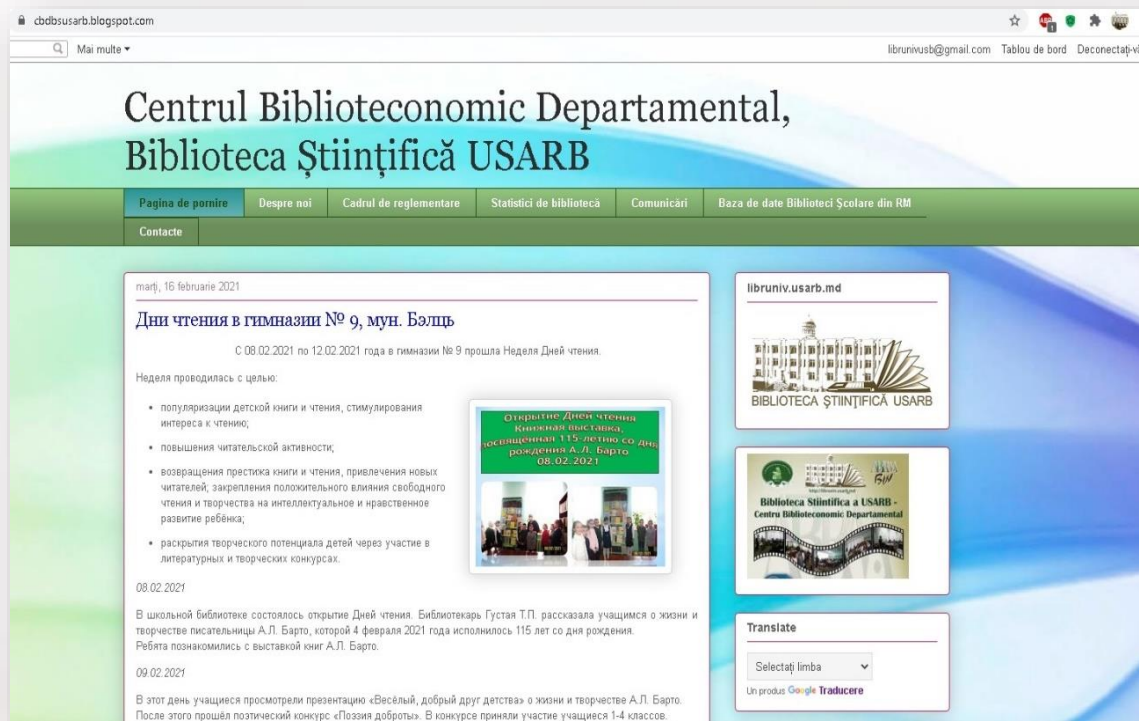 cbdbsusarb.blogspot.com
Mai multe
librunivusb@gmail.com Tablou de bord Deconectați-vă
Centrul Biblioteconomic Departamental,
Biblioteca Științifică USARB
Pagina de pornire Despre noi Cadrul de reglementare Statistici de bibliotecă Comunicări Baza de date Biblioteci Școlare din RM
Contacte
marți, 16 februarie 2021
Дни чтения в гимназии № 9, мун. Бэлць
С 08.02.2021 по 12.02.2021 года в гимназии № 9 прошла Неделя Дней чтения.
Неделя проводилась с целью:
• популяризации детской книги и чтения, стимулирования
интереса к чтению;
• повышения читательской активности;
• возвращения престижа книги и чтения, привлечения новых
читателей; закрепления положительного влияния свободного
чтения и творчества на интеллектуальное и нравственное
развитие ребёнка;
• раскрытия творческого потенциала детей через участие в
литературных и творческих конкурсах.
Открытие Дней чтения
Книжная выставка,
посвященная 115-летию со дня
рождения А.Л. Барто
08.02.2021
08.02.2021
В школьной библиотеке состоялось открытие Дней чтения. Библиотекарь Густая Т.П. рассказала учащимся о жизни и
творчестве писательницы А.Л. Барто, которой 4 февраля 2021 года исполнилось 115 лет со дня рождения.
Ребята познакомились с выставкой книг А.Л. Барто.
09.02.2021
В этот день учащиеся просмотрели презентацию «Весёлый, добрый друг детства» о жизни и творчестве А.Л. Барто.
После этого прошёл поэтический конкурс «Поэзия доброты». В конкурсе приняли участие учащиеся 1-4 классов.
libruniv.usarb.md
BIBLIOTECA ȘTIINȚIFICĂ USARB
Biblioteca Stiintifica a USARB -
Centru Biblioteconomic Departamental
Translate
Selectați limba
Un produs Google Traducere